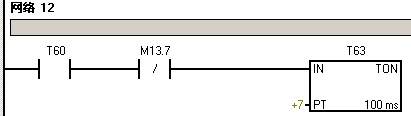 网络 12
T60
M13.7
T63
/
IN
TON
+7
PT
100 ms